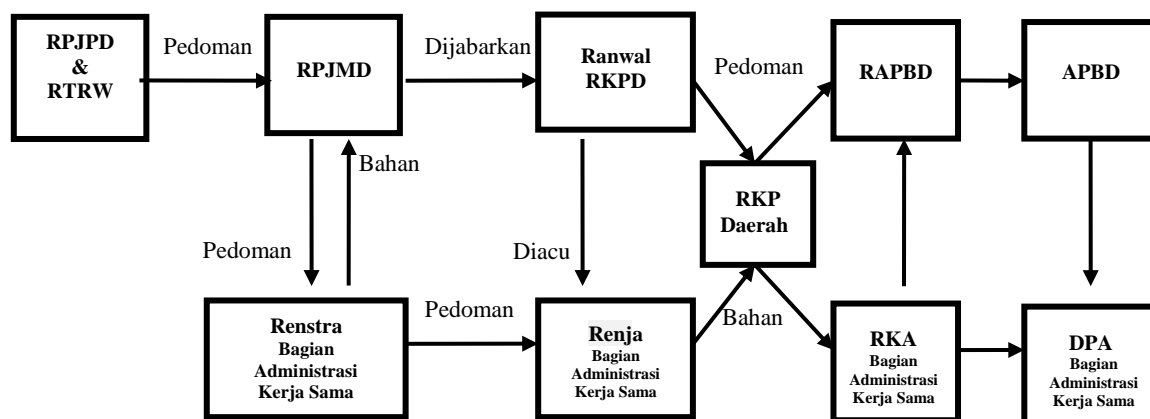 RPJPD
&
RTRW
Pedoman
RPJMD
Dijabarkan
Ranwal
RKPD
Pedoman
RAPBD
APBD
Bahan
RKP
Daerah
Pedoman
Diacu
Renstra
Bagian
Administrasi
Kerja Sama
Pedoman
Renja
Bagian
Administrasi
Kerja Sama
Bahan
RKA
Bagian
Administrasi
Kerja Sama
DPA
Bagian
Administrasi
Kerja Sama